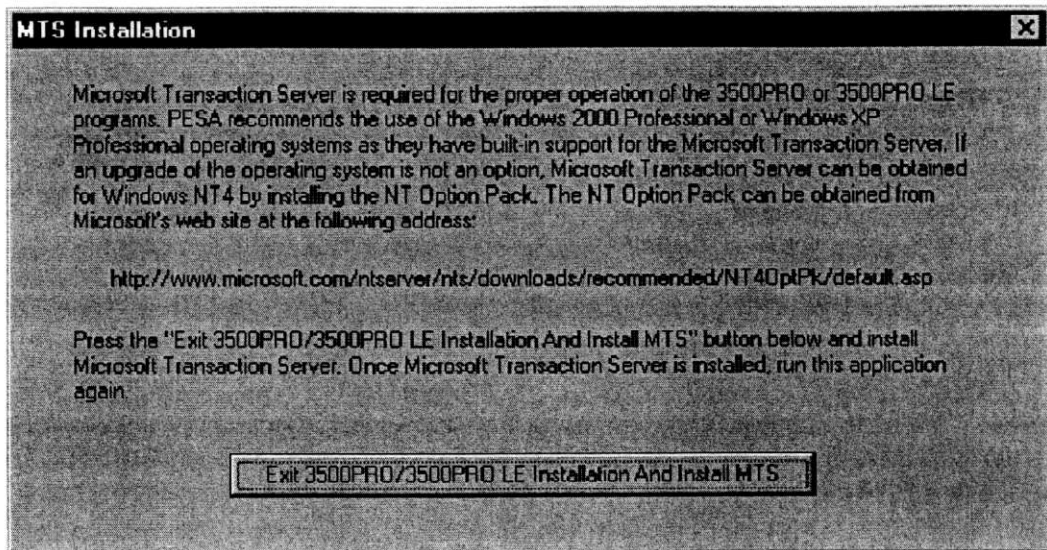 MTS Installation
Microsoft Transaction Server is required for the proper operation of the 3500PRO or 3500PRO LE
programs. PESA recommends the use of the Windows 2000 Professional or Windows XP
Professional operating systems as they have built-in support for the Microsoft Transaction Server. If
an upgrade of the operating system is not an option, Microsoft Transaction Server can be obtained
for Windows NT4 by installing the NT Option Pack. The NT Option Pack can be obtained from
Microsoft's web site at the following address:
http://www.microsoft.com/ntserver/nts/downloads/recommended/NT4OptPk/default.asp
Press the "Exit 3500PRO/3500PRO LE Installation And Install MTS" button below and install
Microsoft Transaction Server. Once Microsoft Transaction Server is installed, run this application
again.
Exit 3500PRO/3500PRO LE Installation And Install MTS